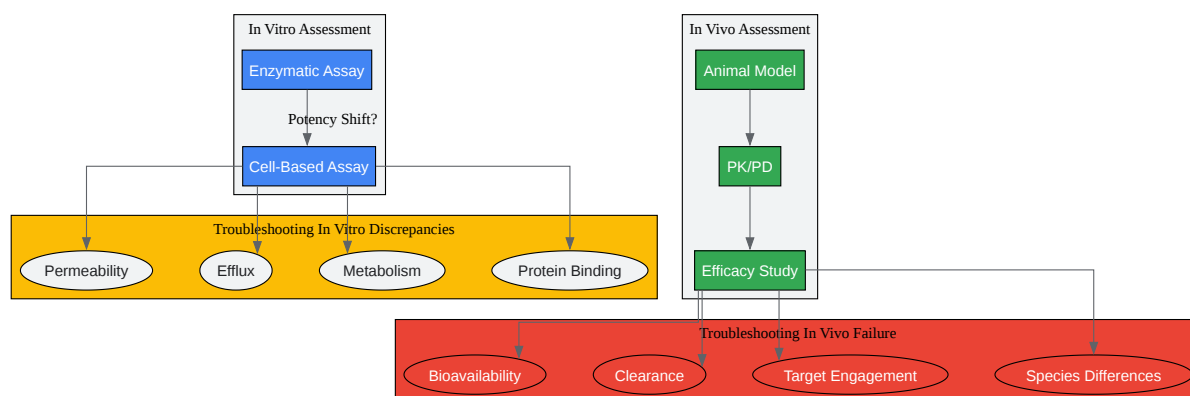 In Vitro Assessment
Enzymatic Assay
Potency Shift?
Cell-Based Assay
Troubleshooting In Vitro Discrepancies
Permeability
Efflux
Metabolism
Protein Binding
In Vivo Assessment
Animal Model
PK/PD
Efficacy Study
Troubleshooting In Vivo Failure
Bioavailability
Clearance
Target Engagement
Species Differences